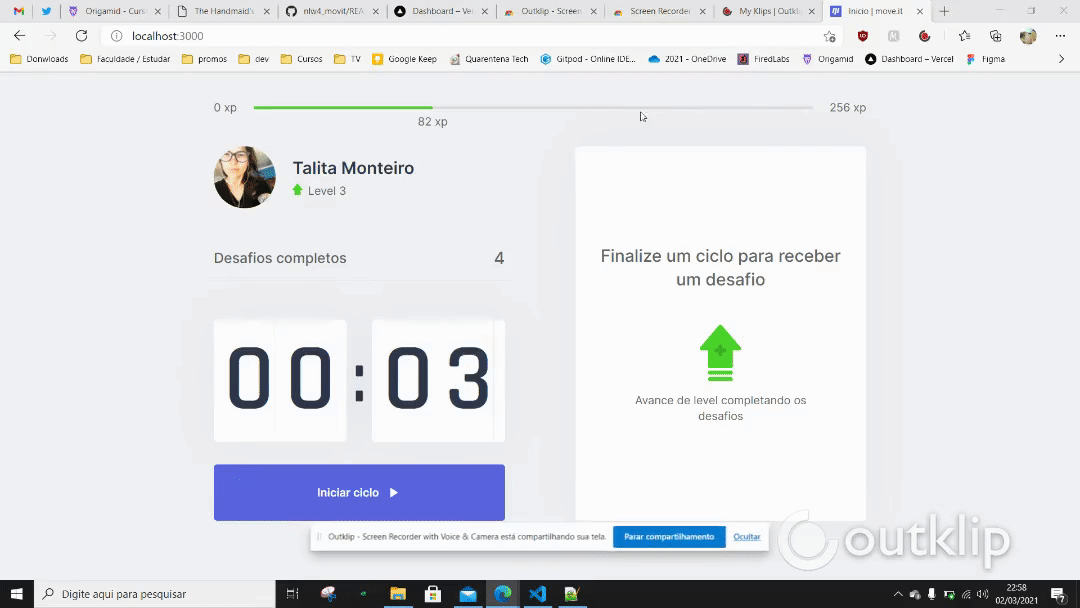 Origamid - Curs
The Handmaid's
nlw4_movit/REA
Dashboard – Ver
Outklip - Screen
Screen Recorder
My Klips | Outkli
Inicio | move.it
localhost:3000
Donwloads
Faculdade / Estudar
promos
dev
Cursos
TV
Google Keep
Quarentena Tech
Gitpod - Online IDE...
2021 - OneDrive
FiredLabs
Origamid
Dashboard – Vercel
Figma
0 xp
256 xp
82 xp
Talita Monteiro
Level 3
Desafios completos
4
00:03
Iniciar ciclo
Finalize um ciclo para receber
um desafio
Avance de level completando os
desafios
Outklip - Screen Recorder with Voice & Camera está compartilhando sua tela.
Parar compartilhamento
Ocultar
outklip
Digite aqui para pesquisar
22:58
02/03/2021
7